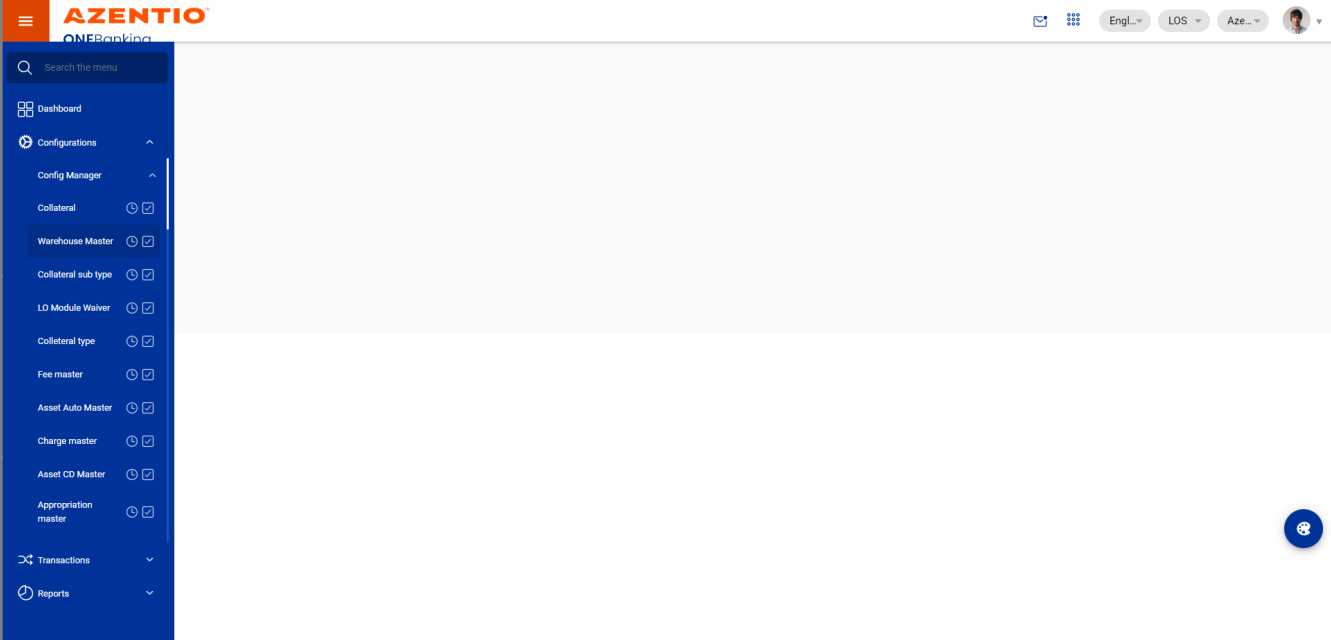 AZENTIO™
ONEBanking
Engl...
LOS
Aze...
Search the menu
Dashboard
Configurations
Config Manager
Collateral
Warehouse Master
Collateral sub type
LO Module Waiver
Colleteral type
Fee master
Asset Auto Master
Charge master
Asset CD Master
Appropriation
master
Transactions
Reports